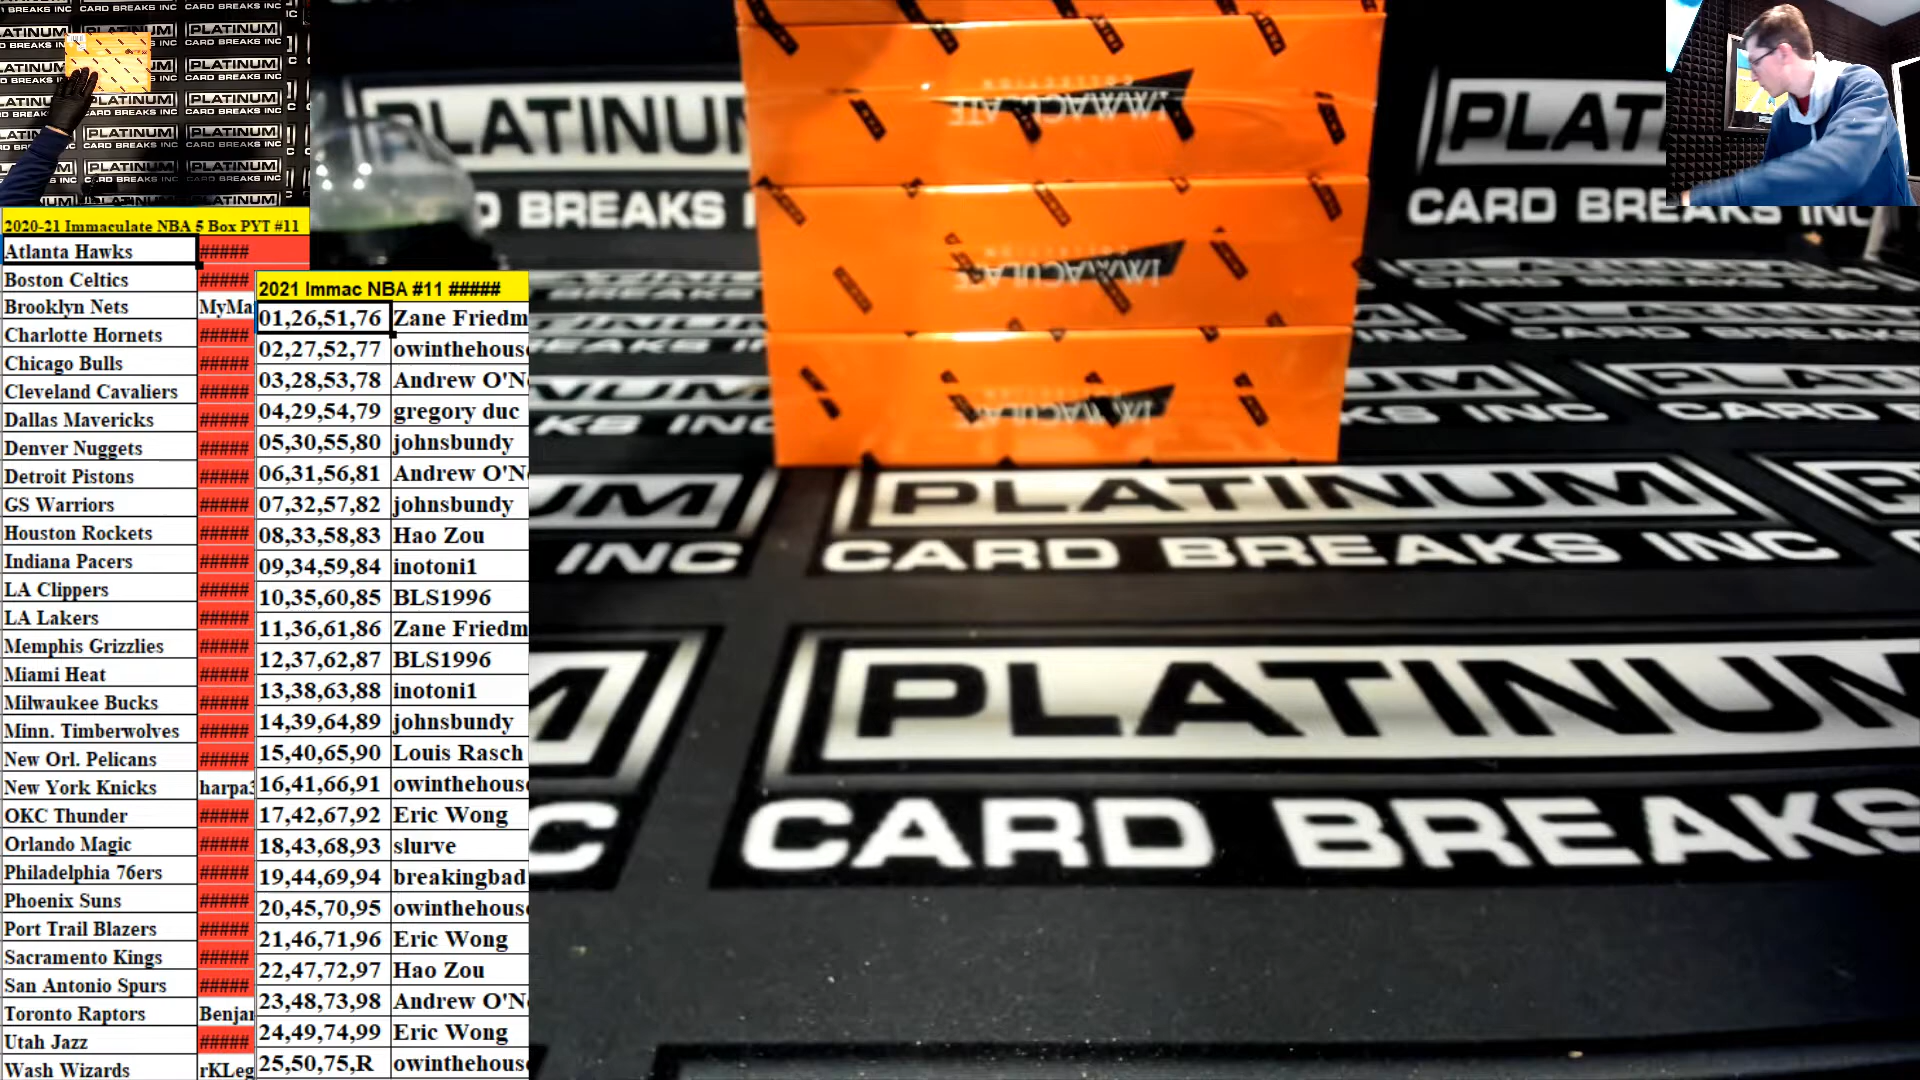 2020-21 Immaculate NBA 5 Box PYT #11
Atlanta Hawks #####
Boston Celtics #####
Brooklyn Nets MyMa
Charlotte Hornets #####
Chicago Bulls #####
Cleveland Cavaliers #####
Dallas Mavericks #####
Denver Nuggets #####
Detroit Pistons #####
GS Warriors #####
Houston Rockets #####
Indiana Pacers #####
LA Clippers #####
LA Lakers #####
Memphis Grizzlies #####
Miami Heat #####
Milwaukee Bucks #####
Minn. Timberwolves #####
New Orl. Pelicans #####
New York Knicks harpa3
OKC Thunder #####
Orlando Magic #####
Philadelphia 76ers #####
Phoenix Suns #####
Port Trail Blazers #####
Sacramento Kings #####
San Antonio Spurs #####
Toronto Raptors Benjar
Utah Jazz #####
Wash Wizards rKLeg
2021 Immac NBA #11 #####
01,26,51,76 Zane Friedm
02,27,52,77 owinthehouse
03,28,53,78 Andrew O'N
04,29,54,79 gregory duc
05,30,55,80 johnsbundy
06,31,56,81 Andrew O'N
07,32,57,82 johnsbundy
08,33,58,83 Hao Zou
09,34,59,84 inotoni1
10,35,60,85 BLS1996
11,36,61,86 Zane Friedm
12,37,62,87 BLS1996
13,38,63,88 inotoni1
14,39,64,89 johnsbundy
15,40,65,90 Louis Rasch
16,41,66,91 owinthehouse
17,42,67,92 Eric Wong
18,43,68,93 slurve
19,44,69,94 breakingbad
20,45,70,95 owinthehouse
21,46,71,96 Eric Wong
22,47,72,97 Hao Zou
23,48,73,98 Andrew O'N
24,49,74,99 Eric Wong
25,50,75,R owinthehouse
IMMACULATE
COLLECTION
IMMACULATE
IMMACULATE
PLATINUM
CARD BREAKS INC
PLATINUM
CARD BREAKS INC
PLATINUM
CARD BREAKS